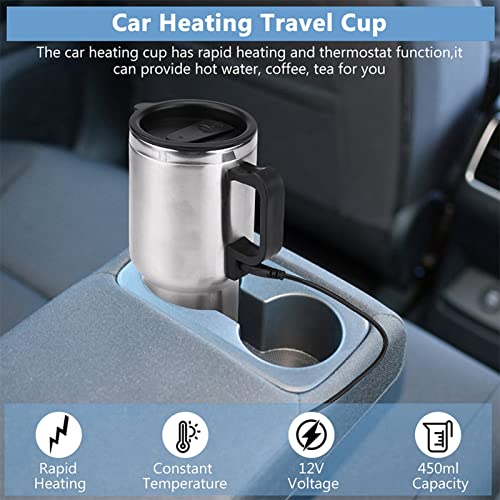 Car Heating Travel Cup
The car heating cup has rapid heating and thermostat function,it
can provide hot water, coffee, tea for you
Rapid
Heating
Constant
Temperature
12V
Voltage
450ml
Capacity